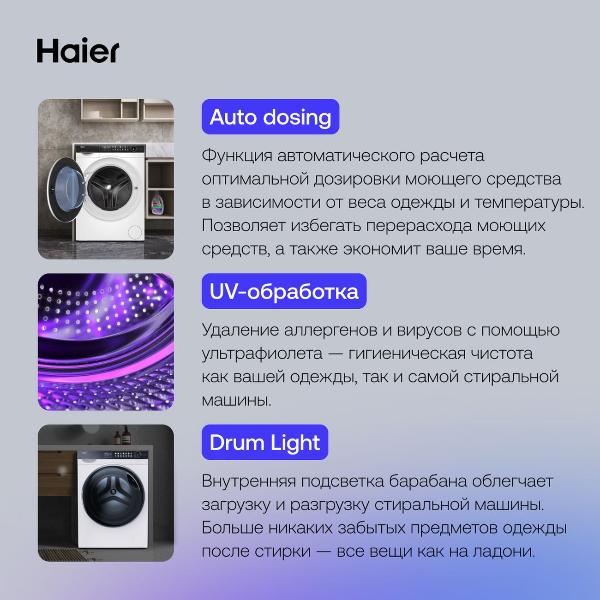 Haier
Auto dosing
Функция автоматического расчета
оптимальной дозировки моющего средства
в зависимости от веса одежды и температуры.
Позволяет избегать перерасхода моющих
средств, а также экономит ваше время.
UV-обработка
Удаление аллергенов и вирусов с помощью
ультрафиолета — гигиеническая чистота
как вашей одежды, так и самой стиральной
машины.
Drum Light
Внутренняя подсветка барабана облегчает
загрузку и разгрузку стиральной машины.
Больше никаких забытых предметов одежды
после стирки — все вещи как на ладони.